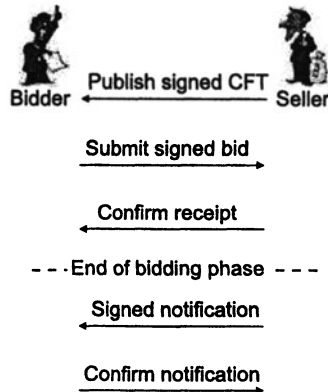 Publish signed CFT
Bidder Seller
Submit signed bid
Confirm receipt
End of bidding phase
Signed notification
Confirm notification